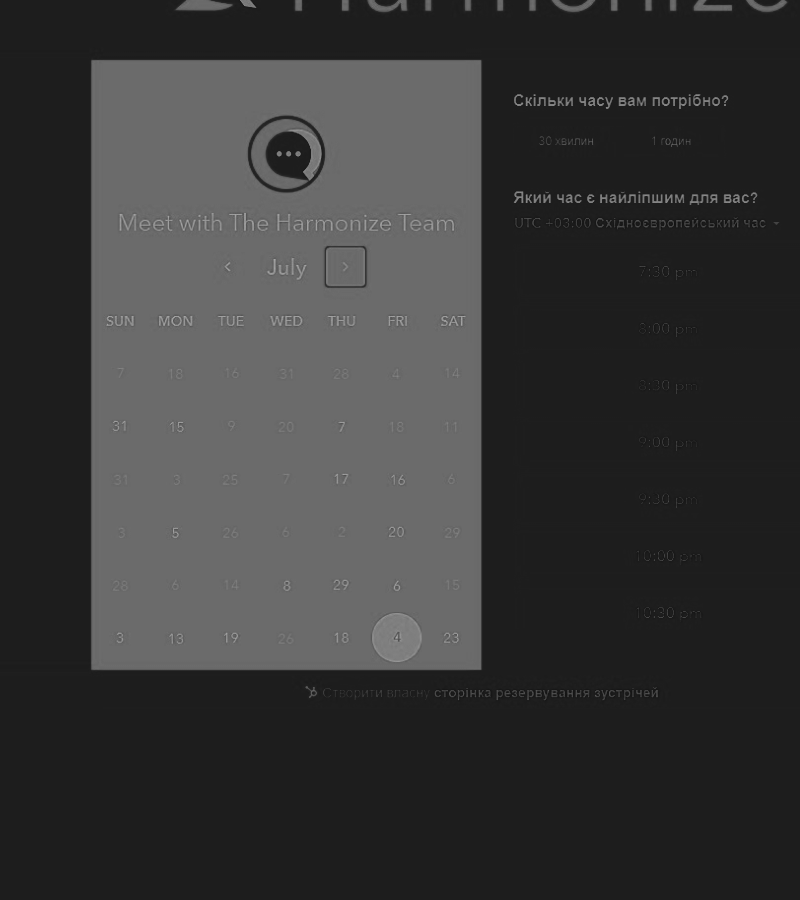 Harmonize
Meet with The Harmonize Team
July
SUN MON TUE WED THU FRI SAT
7 18 16 31 28 4 14
31 15 9 20 7 18 11
31 3 25 7 17 16 6
3 5 26 6 2 20 29
28 6 14 8 29 6 15
3 13 19 26 18 4 23
Скільки часу вам потрібно?
30 хвилин 1 годин
Який час є найліпшим для вас?
UTC +03:00 Східноєвропейський час
7:30 pm
8:00 pm
8:30 pm
9:00 pm
9:30 pm
10:00 pm
10:30 pm
Створити власну сторінка резервування зустрічей